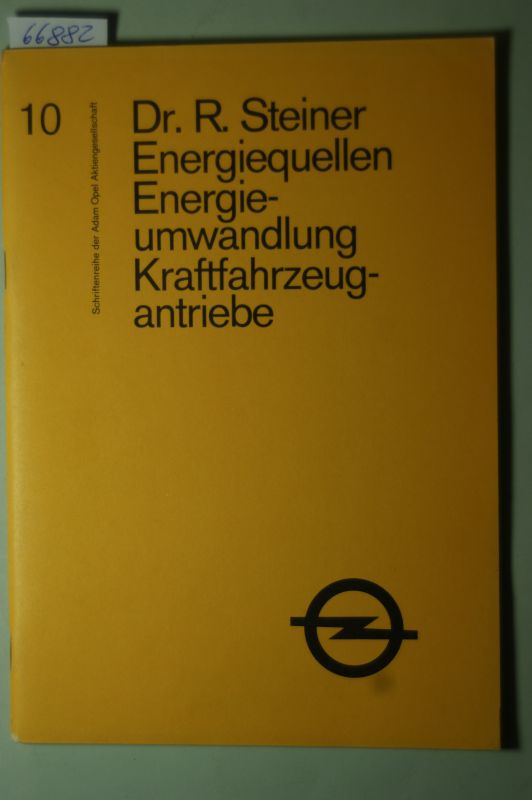 66882
10
Schriftenreihe der Adam Opel Aktiengesellschaft
Dr. R. Steiner
Energiequellen
Energie-
umwandlung
Kraftfahrzeug-
antriebe